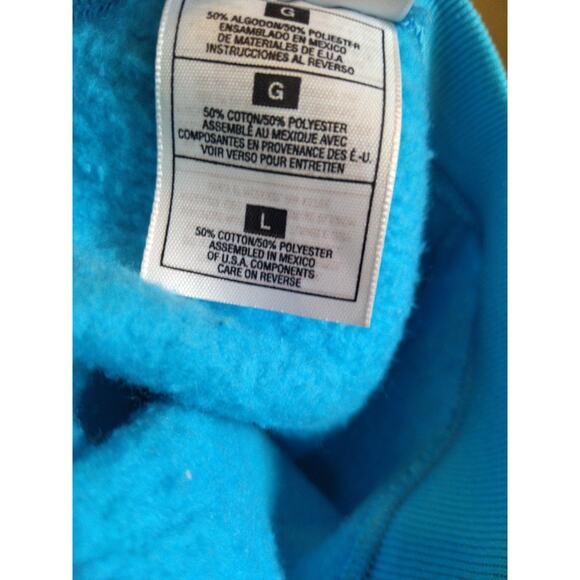 G
50% ALGODON/50% POLIESTER
ENSAMBLADO EN MEXICO
DE MATERIALES DE E.U.A
INSTRUCCIONES AL REVERSO
G
50% COTON/50% POLYESTER
ASSEMBLÉ AU MEXIQUE AVEC
COMPOSANTES EN PROVENANCE DES É.-U.
VOIR VERSO POUR ENTRETIEN
L
50% COTTON/50% POLYESTER
ASSEMBLED IN MEXICO
OF U.S.A. COMPONENTS
CARE ON REVERSE